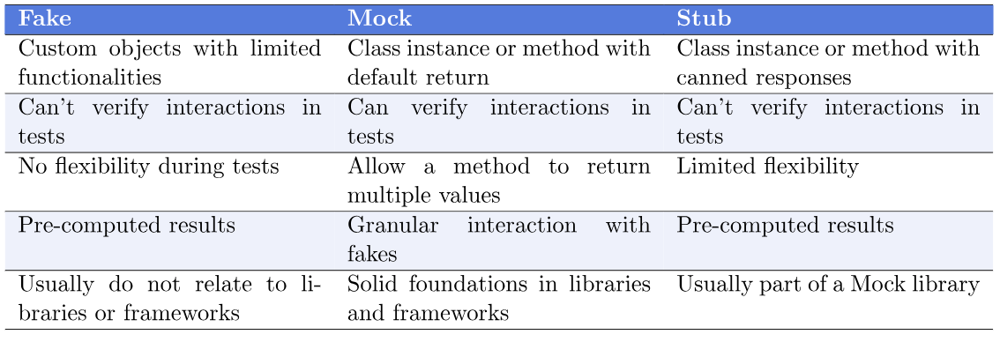 Fake Mock Stub
Custom objects with limited Class instance or method with Class instance or method with
functionalities default return canned responses
Can't verify interactions in Can verify interactions in Can't verify interactions in
tests tests tests
No flexibility during tests Allow a method to return Limited flexibility
multiple values
Pre-computed results Granular interaction with Pre-computed results
fakes
Usually do not relate to li- Solid foundations in libraries Usually part of a Mock library
braries or frameworks and frameworks